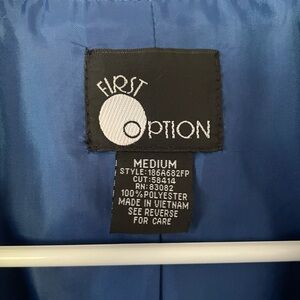 FIRST
OPTION
MEDIUM
STYLE:186A682FP
CUT:58414
RN:83082
100% POLYESTER
MADE IN VIETNAM
SEE REVERSE
FOR CARE